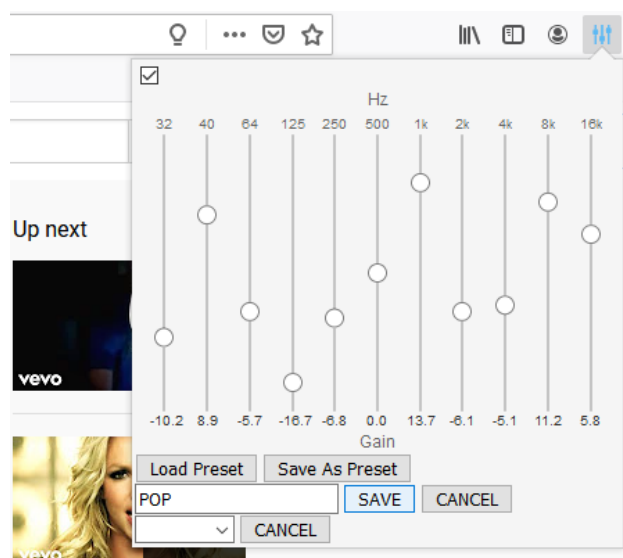 Hz
32 40 64 125 250 500 1k 2k 4k 8k 16k
Up next
vevo
-10.2 8.9 -5.7 -16.7 -6.8 0.0 13.7 -6.1 -5.1 11.2 5.8
Gain
Load Preset Save As Preset
POP SAVE CANCEL
CANCEL
vevo